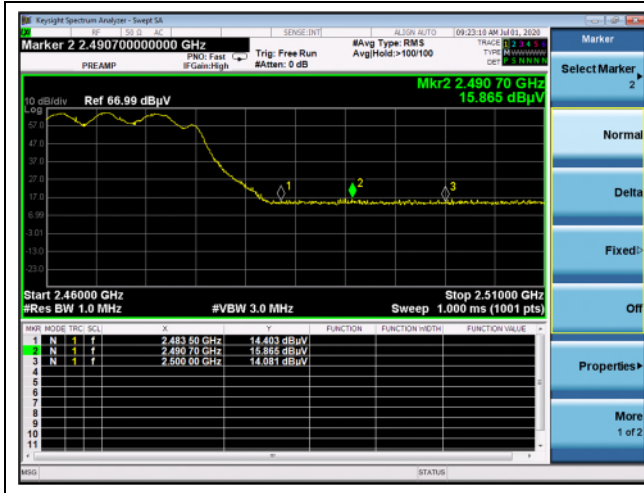 Keysight Spectrum Analyzer - Swept SA
RF 50 Ω AC SENSE:INT ALIGN AUTO 09:23:10 AM Jul 01, 2020
Marker 2 2.490700000000 GHz
PREAMP
PNO: Fast
IFGain:High
Trig: Free Run
#Atten: 0 dB
#Avg Type: RMS
Avg|Hold:>100/100
TRACE 1 2 3 4 5 6
TYPE M
DET P S N N N N
Mkr2 2.490 70 GHz
15.865 dBµV
10 dB/div Ref 66.99 dBµV
Log
57.0
47.0
37.0
27.0
17.0
6.99
-3.01
-13.0
-23.0
1
2
3
Start 2.46000 GHz Stop 2.51000 GHz
#Res BW 1.0 MHz #VBW 3.0 MHz Sweep 1.000 ms (1001 pts)
MKR MODE TRC SCL X Y FUNCTION FUNCTION WIDTH FUNCTION VALUE
1 N 1 f 2.483 50 GHz 14.403 dBµV
2 N 1 f 2.490 70 GHz 15.865 dBµV
3 N 1 f 2.500 00 GHz 14.081 dBµV
4
5
6
7
8
9
10
11
MSG STATUS
Marker
Select Marker
2
Normal
Delta
Fixed
Off
Properties
More
1 of 2